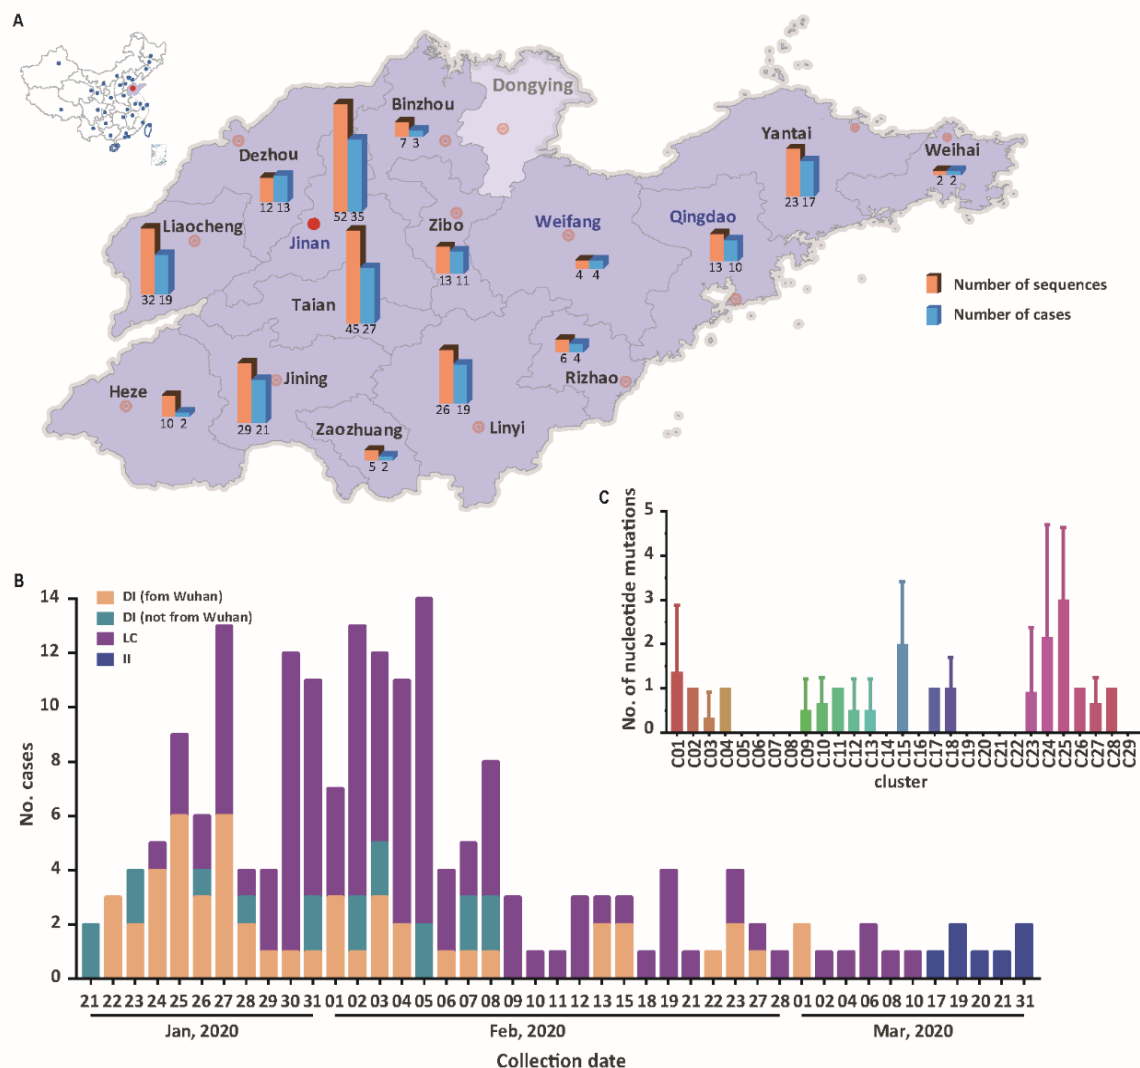 A
Dongying
Binzhou
7 3
Yantai
23 17
Weihai
2 2
Dezhou
12 13
52 35
Liaocheng
32 19
Jinan
Zibo
13 11
Weifang
4 4
Qingdao
13 10
Number of sequences
Number of cases
Taian
45 27
6 4
Rizhao
Heze
10 2
Jining
29 21
26 19
Linyi
Zaozhuang
5 2
C
No. of nucleotide mutations
5
4
3
2
1
0
C01 C02 C03 C04 C05 C06 C07 C08 C09 C10 C11 C12 C13 C14 C15 C16 C17 C18 C19 C20 C21 C22 C23 C24 C25 C26 C27 C28 C29
cluster
B
DI (fom Wuhan)
DI (not from Wuhan)
LC
II
No. cases
14
12
10
8
6
4
2
0
21 22 23 24 25 26 27 28 29 30 31 01 02 03 04 05 06 07 08 09 10 11 12 13 15 18 19 21 22 23 27 28 01 02 04 06 08 10 17 19 20 21 31
Jan, 2020 Feb, 2020 Mar, 2020
Collection date